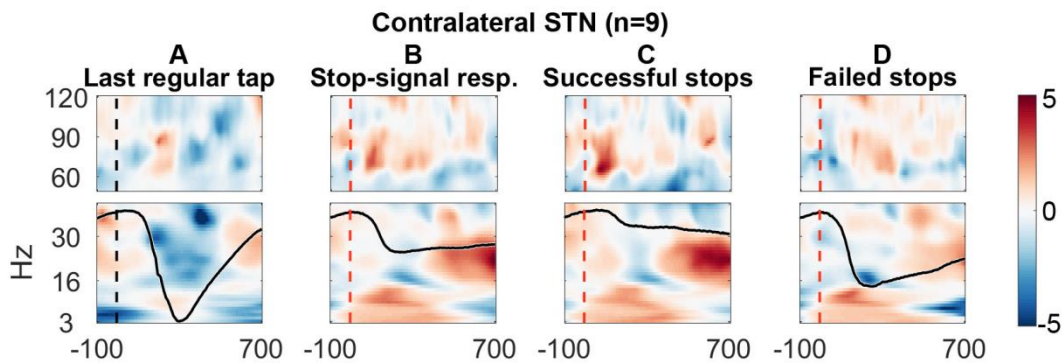 Contralateral STN (n=9)
A B C D
Last regular tap Stop-signal resp. Successful stops Failed stops
120
90
60
30
16
3
Hz
-100 700 -100 700 -100 700 -100 700
5
0
-5